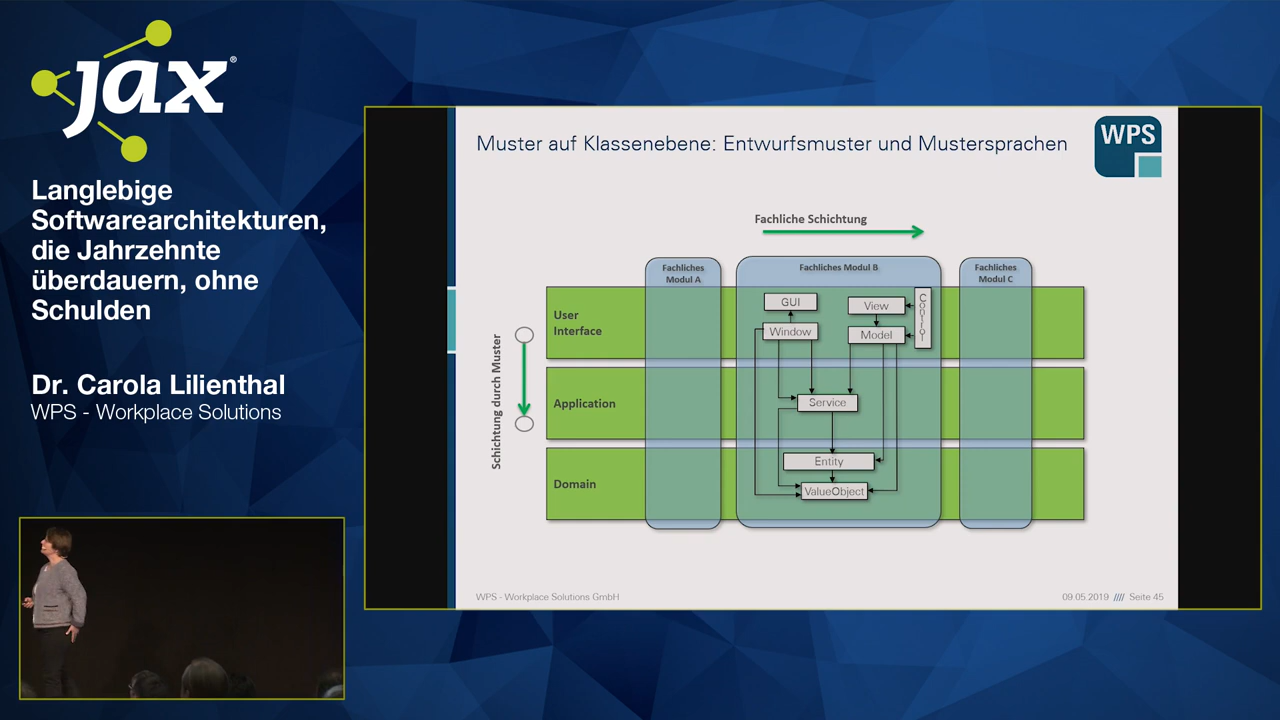 jax®
Langlebige
Softwarearchitekturen,
die Jahrzehnte
überdauern, ohne
Schulden
Dr. Carola Lilienthal
WPS - Workplace Solutions
Muster auf Klassenebene: Entwurfsmuster und Mustersprachen
WPS
Fachliche Schichtung
Fachliches
Modul A
Fachliches Modul B
Fachliches
Modul C
Schichtung durch Muster
User
Interface
GUI
Window
View
Model
Control
Application
Service
Domain
Entity
ValueObject
WPS - Workplace Solutions GmbH
09.05.2019 //// Seite 45